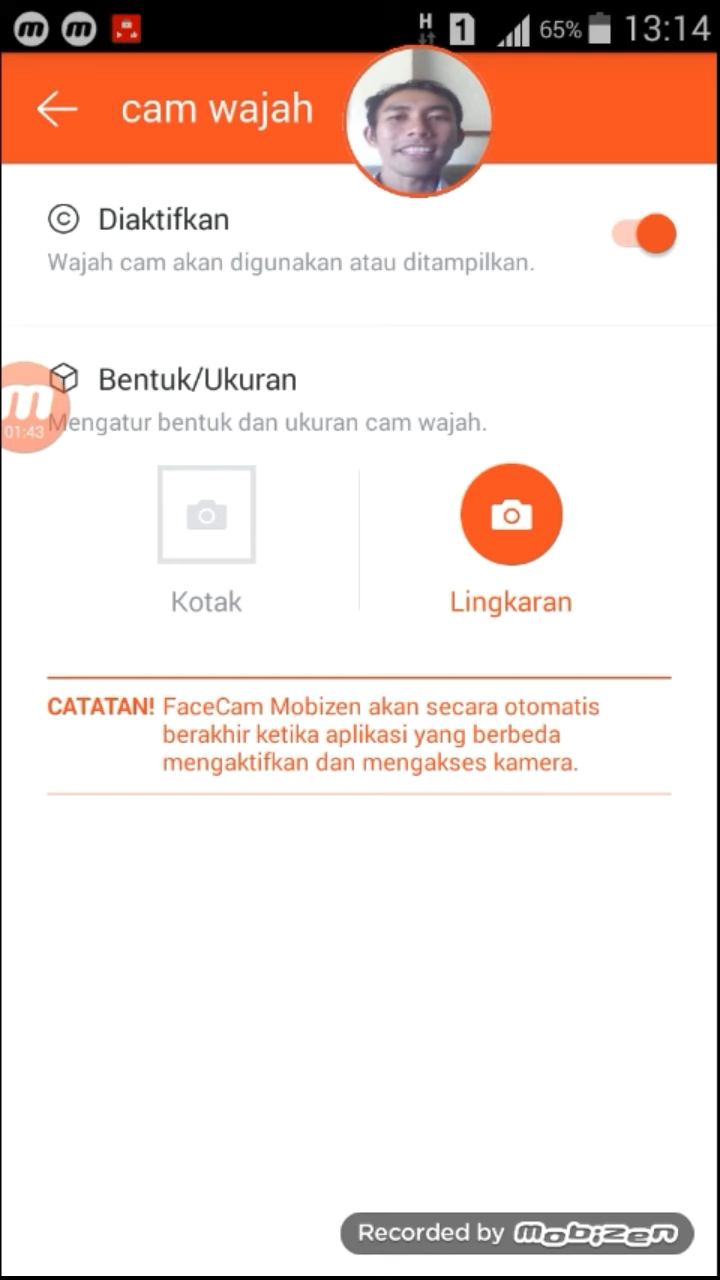 m m H 1 65% 13:14
cam wajah
© Diaktifkan
Wajah cam akan digunakan atau ditampilkan.
Bentuk/Ukuran
m
01:43
Mengatur bentuk dan ukuran cam wajah.
Kotak
Lingkaran
CATATAN! FaceCam Mobizen akan secara otomatis
berakhir ketika aplikasi yang berbeda
mengaktifkan dan mengakses kamera.
Recorded by mobizen